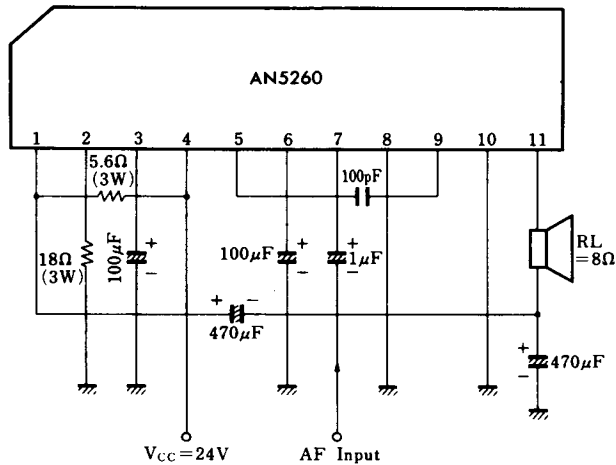 AN5260
1 2 3 4 5 6 7 8 9 10 11
5.6Ω
(3W)
100pF
18Ω
(3W)
100μF
+
-
100μF
+
-
1μF
+
-
RL
=8Ω
+ -
470μF
+
-
470μF
VCC=24V
AF Input